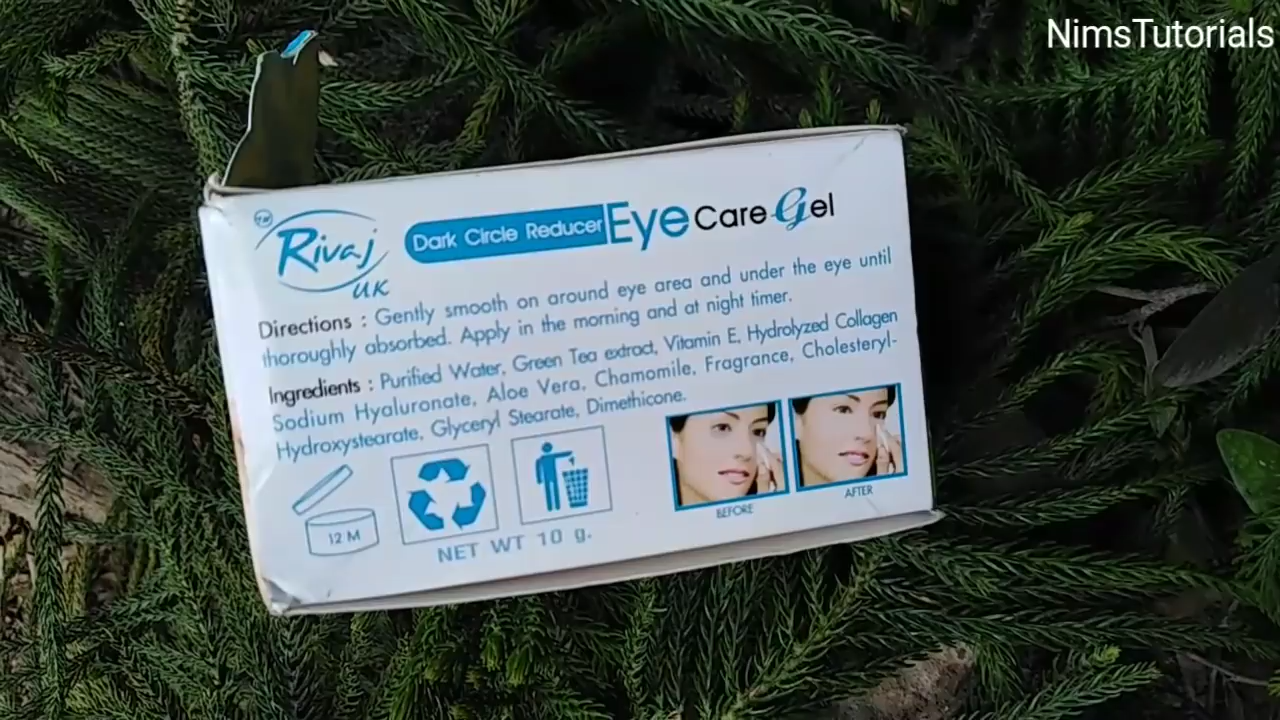 NimsTutorials
TM
Rivaj
UK
Dark Circle Reducer Eye Care Gel
Directions : Gently smooth on around eye area and under the eye until
thoroughly absorbed. Apply in the morning and at night timer.
Ingredients : Purified Water, Green Tea extract, Vitamin E, Hydrolyzed Collagen
Sodium Hyaluronate, Aloe Vera, Chamomile, Fragrance, Cholesteryl-
Hydroxystearate, Glyceryl Stearate, Dimethicone.
12 M
NET WT 10 g.
BEFORE
AFTER